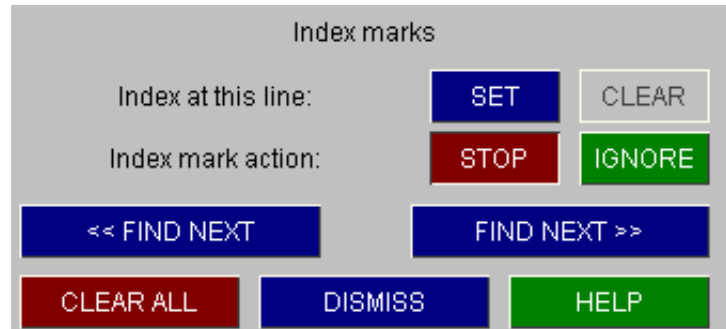 Index marks
Index at this line: SET CLEAR
Index mark action: STOP IGNORE
<< FIND NEXT FIND NEXT >>
CLEAR ALL DISMISS HELP